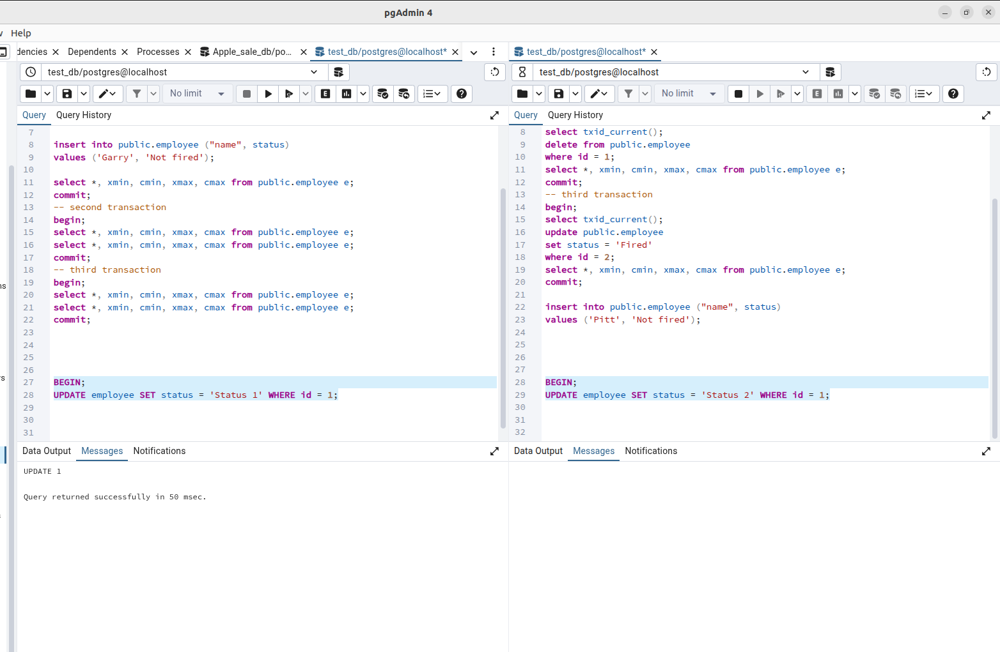 pgAdmin 4
Help
dencies
Dependents
Processes
Apple_sale_db/po...
test_db/postgres@localhost*
test_db/postgres@localhost*
test_db/postgres@localhost
test_db/postgres@localhost
No limit
E
No limit
E
Query Query History
7
8 insert into public.employee ("name", status)
9 values ('Garry', 'Not fired');
10
11 select *, xmin, cmin, xmax, cmax from public.employee e;
12 commit;
13 -- second transaction
14 begin;
15 select *, xmin, cmin, xmax, cmax from public.employee e;
16 select *, xmin, cmin, xmax, cmax from public.employee e;
17 commit;
18 -- third transaction
19 begin;
20 select *, xmin, cmin, xmax, cmax from public.employee e;
21 select *, xmin, cmin, xmax, cmax from public.employee e;
22 commit;
23
24
25
26
27 BEGIN;
28 UPDATE employee SET status = 'Status 1' WHERE id = 1;
29
30
31
Data Output Messages Notifications
UPDATE 1
Query returned successfully in 50 msec.
Query Query History
8 select txid_current();
9 delete from public.employee
10 where id = 1;
11 select *, xmin, cmin, xmax, cmax from public.employee e;
12 commit;
13 -- third transaction
14 begin;
15 select txid_current();
16 update public.employee
17 set status = 'Fired'
18 where id = 2;
19 select *, xmin, cmin, xmax, cmax from public.employee e;
20 commit;
21
22 insert into public.employee ("name", status)
23 values ('Pitt', 'Not fired');
24
25
26
27
28 BEGIN;
29 UPDATE employee SET status = 'Status 2' WHERE id = 1;
30
31
32
Data Output Messages Notifications